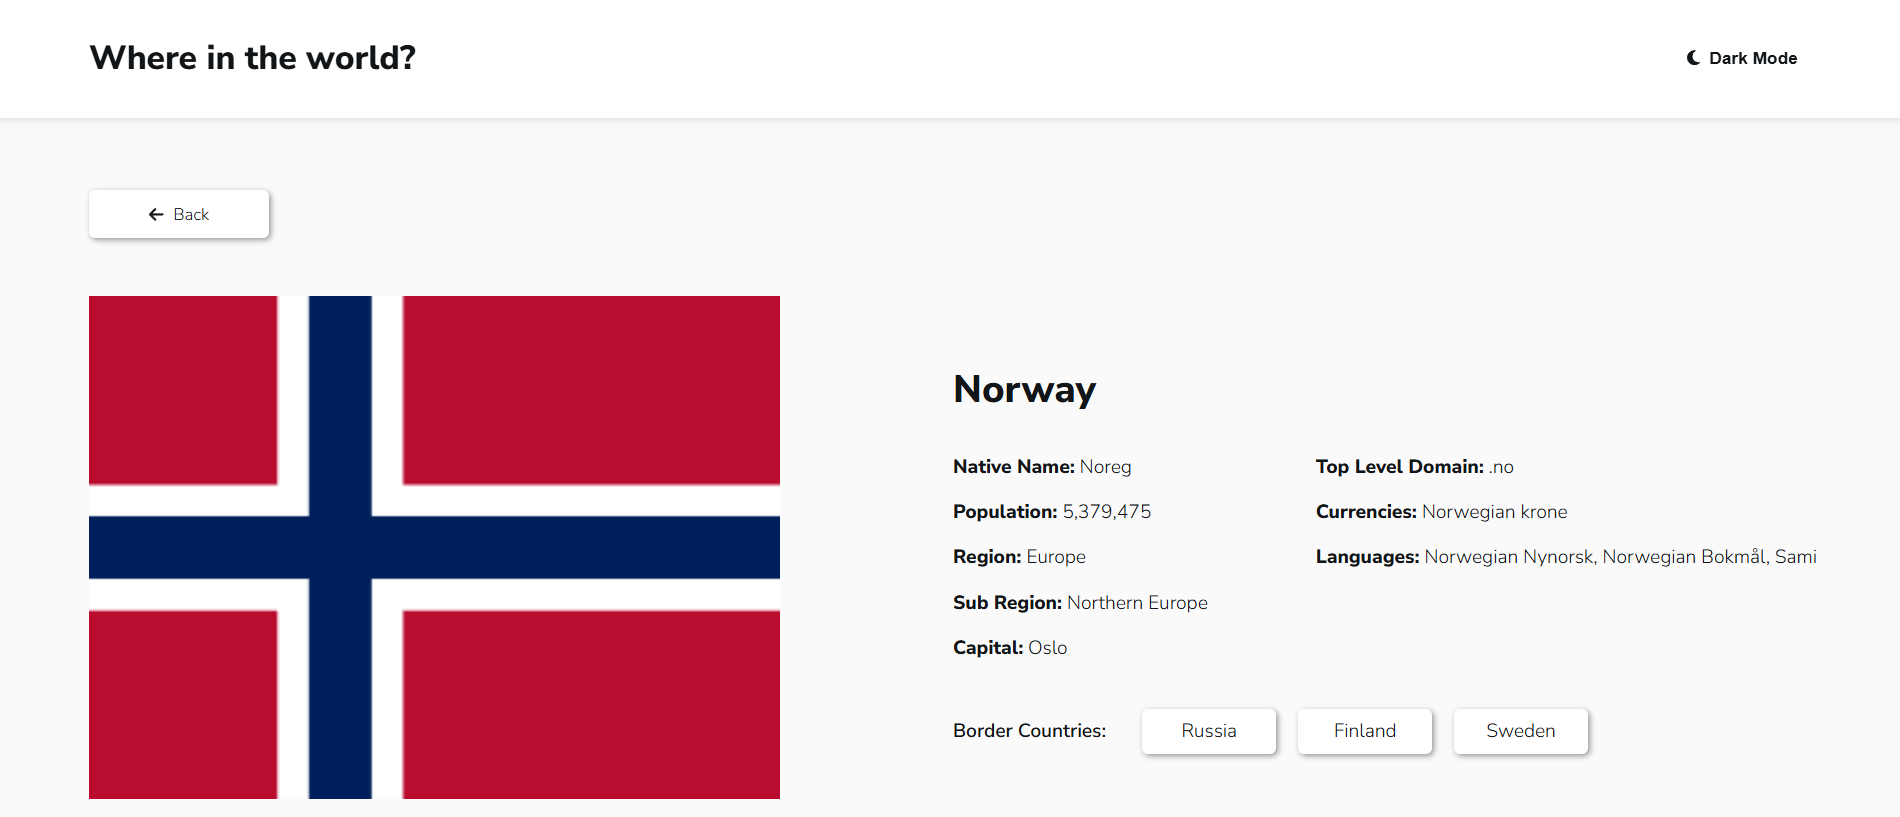 Where in the world?
Dark Mode
Back
Norway
Native Name: Noreg
Population: 5,379,475
Region: Europe
Sub Region: Northern Europe
Capital: Oslo
Top Level Domain: .no
Currencies: Norwegian krone
Languages: Norwegian Nynorsk, Norwegian Bokmål, Sami
Border Countries: Russia Finland Sweden